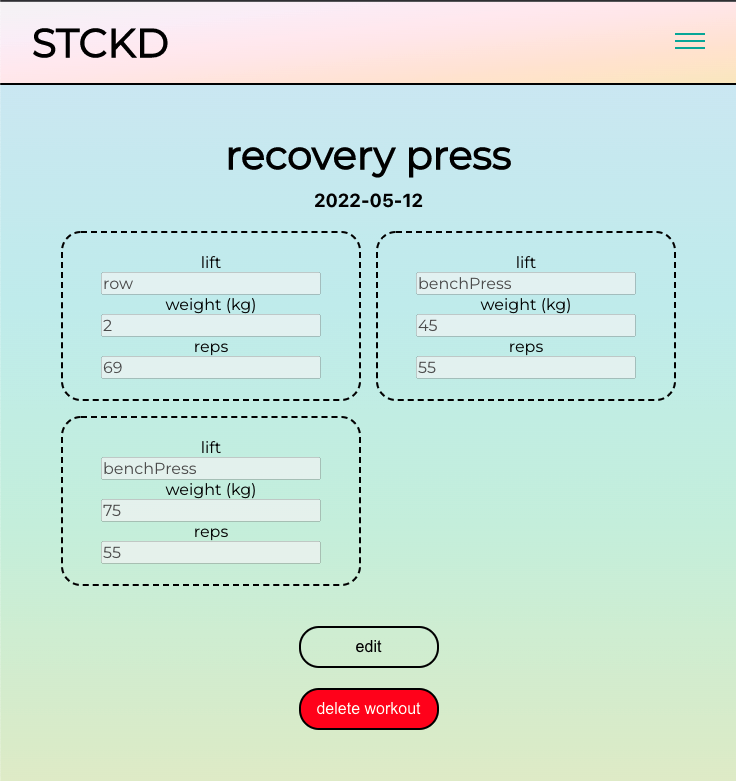 STCKD
recovery press
2022-05-12
lift
row
weight (kg)
2
reps
69
lift
benchPress
weight (kg)
45
reps
55
lift
benchPress
weight (kg)
75
reps
55
edit
delete workout